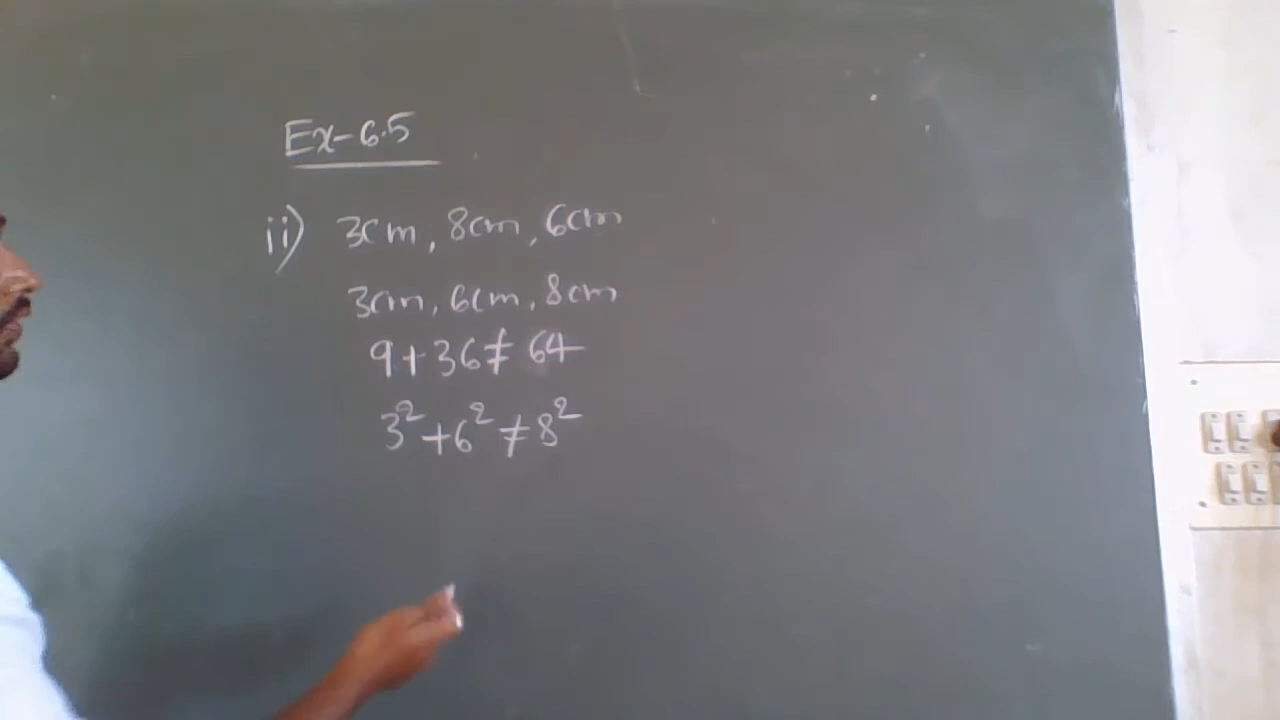 Ex-6.5
ii) 3cm, 8cm, 6cm
3cm, 6cm, 8cm
9+36≠64
3²+6²≠8²